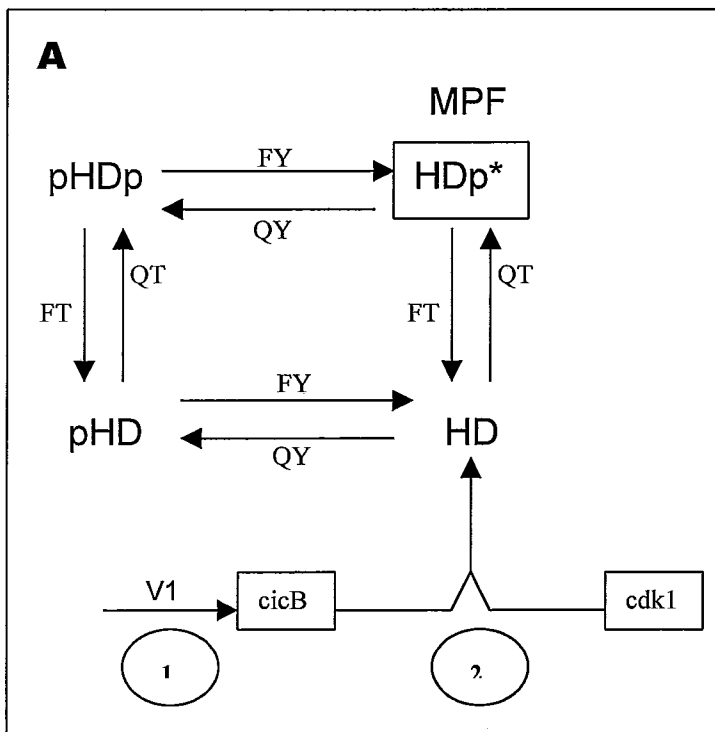 A
MPF
pHDp FY HDp*
QY
FT QT FT QT
FY
pHD HD
QY
V1
cicB cdk1
1 2